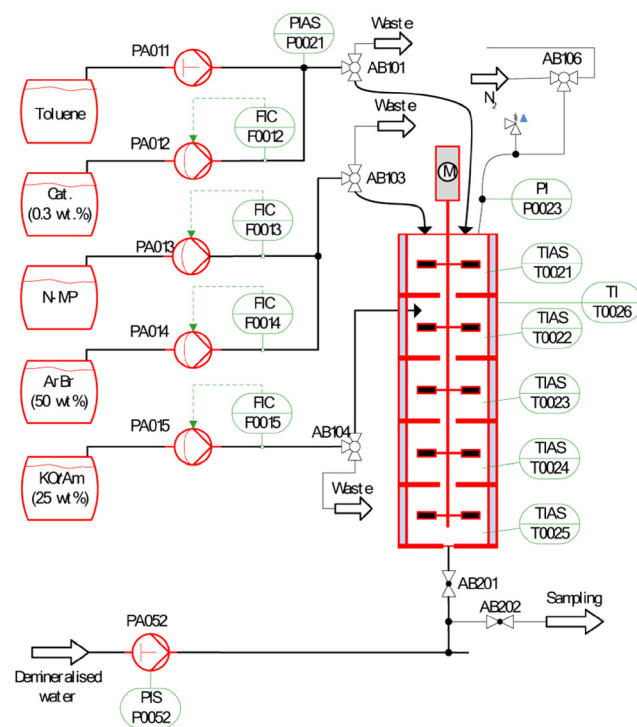 PIAS
P0021
Waste
PA011
AB101
AB106
N2
Toluene
Waste
FIC
F0012
PA012
Cat.
(0.3 wt.%)
AB103
M
PI
P0023
FIC
F0013
PA013
N-MP
TIAS
T0021
TI
T0026
FIC
F0014
PA014
ArBr
(50 wt%)
TIAS
T0022
TIAS
T0023
FIC
F0015
PA015
KOtAm
(25 wt%)
AB104
Waste
TIAS
T0024
TIAS
T0025
AB201
AB202
Sampling
PA052
Demineralised
water
PIS
P0052